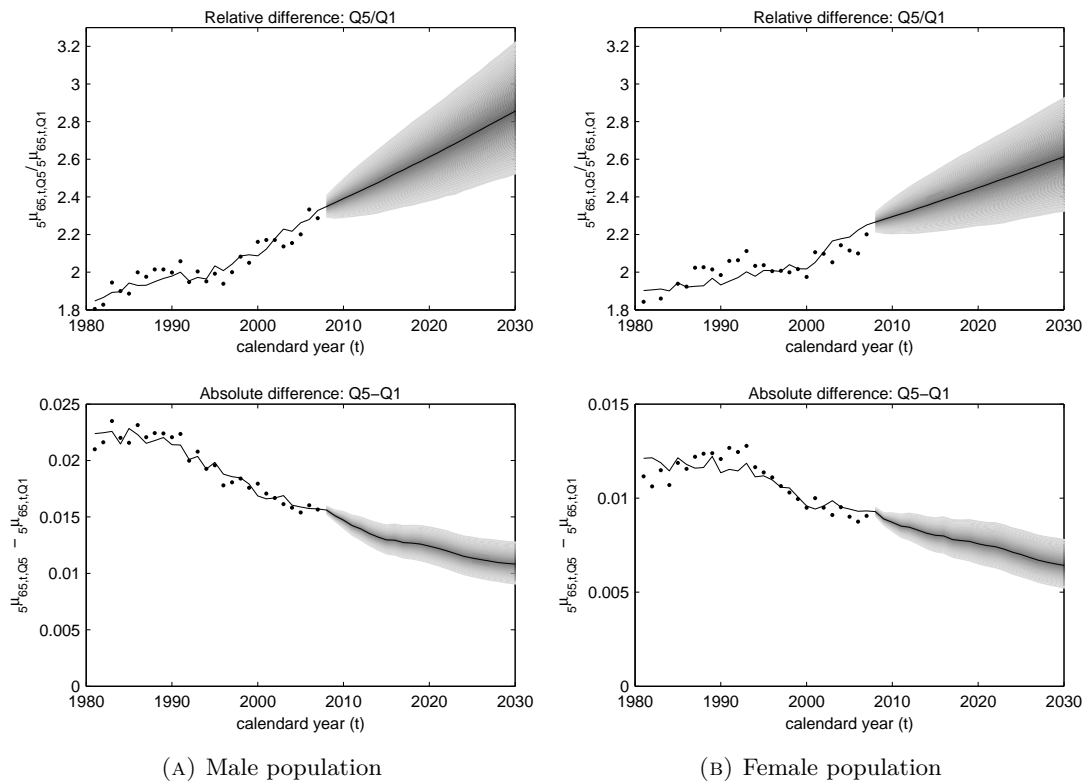 Relative difference: Q5/Q1
3.2
3
2.8
2.6
2.4
2.2
2
1.8
1980 1990 2000 2010 2020 2030
calendard year (t)
5μ65,t,Q5/5μ65,t,Q1
Relative difference: Q5/Q1
3.2
3
2.8
2.6
2.4
2.2
2
1.8
1980 1990 2000 2010 2020 2030
calendard year (t)
5μ65,t,Q5/5μ65,t,Q1
Absolute difference: Q5−Q1
0.025
0.02
0.015
0.01
0.005
0
1980 1990 2000 2010 2020 2030
calendard year (t)
5μ65,t,Q5 − 5μ65,t,Q1
Absolute difference: Q5−Q1
0.015
0.01
0.005
0
1980 1990 2000 2010 2020 2030
calendard year (t)
5μ65,t,Q5 − 5μ65,t,Q1
(A) Male population
(B) Female population